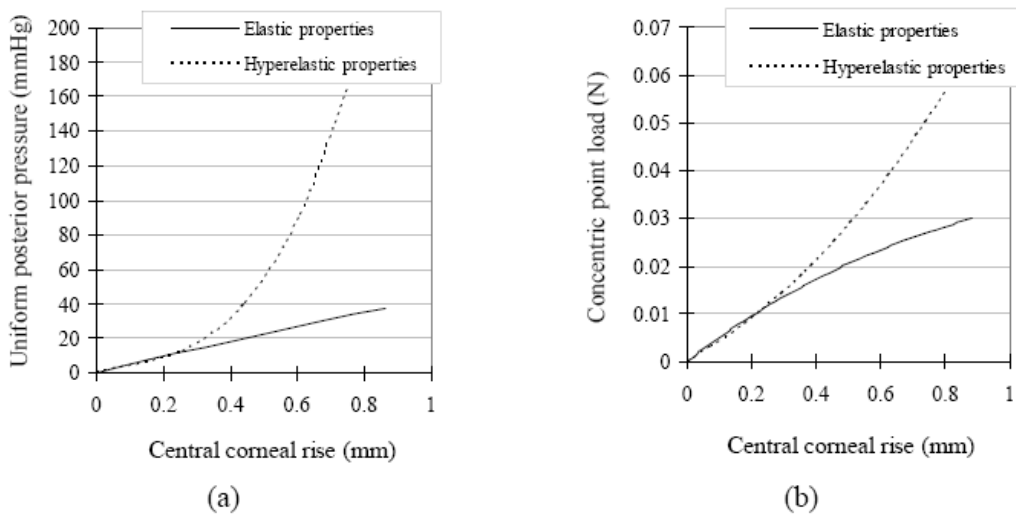 Elastic properties
Hyperelastic properties
Uniform posterior pressure (mmHg)
200
180
160
140
120
100
80
60
40
20
0
0 0.2 0.4 0.6 0.8 1
Central corneal rise (mm)
(a)
Elastic properties
Hyperelastic properties
Concentric point load (N)
0.07
0.06
0.05
0.04
0.03
0.02
0.01
0
0 0.2 0.4 0.6 0.8 1
Central corneal rise (mm)
(b)